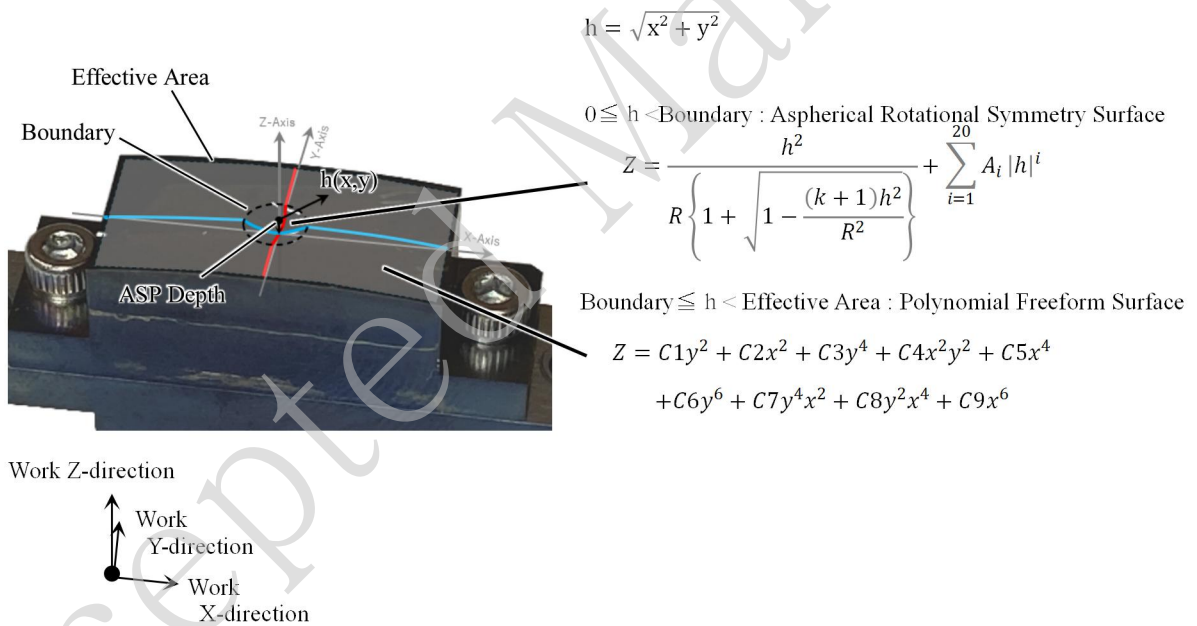 h = √x² + y²
Effective Area
Boundary
Z-Axis
Y-Axis
h(x,y)
X-Axis
ASP Depth
0≦ h <Boundary : Aspherical Rotational Symmetry Surface
Z = h² / R{1 + √1 − (k + 1)h² / R²} + ∑ i=1 20 Aᵢ |h|ⁱ
Boundary≦ h < Effective Area : Polynomial Freeform Surface
Z = C1y² + C2x² + C3y⁴ + C4x²y² + C5x⁴
+C6y⁶ + C7y⁴x² + C8y²x⁴ + C9x⁶
Work Z-direction
Work
Y-direction
Work
X-direction